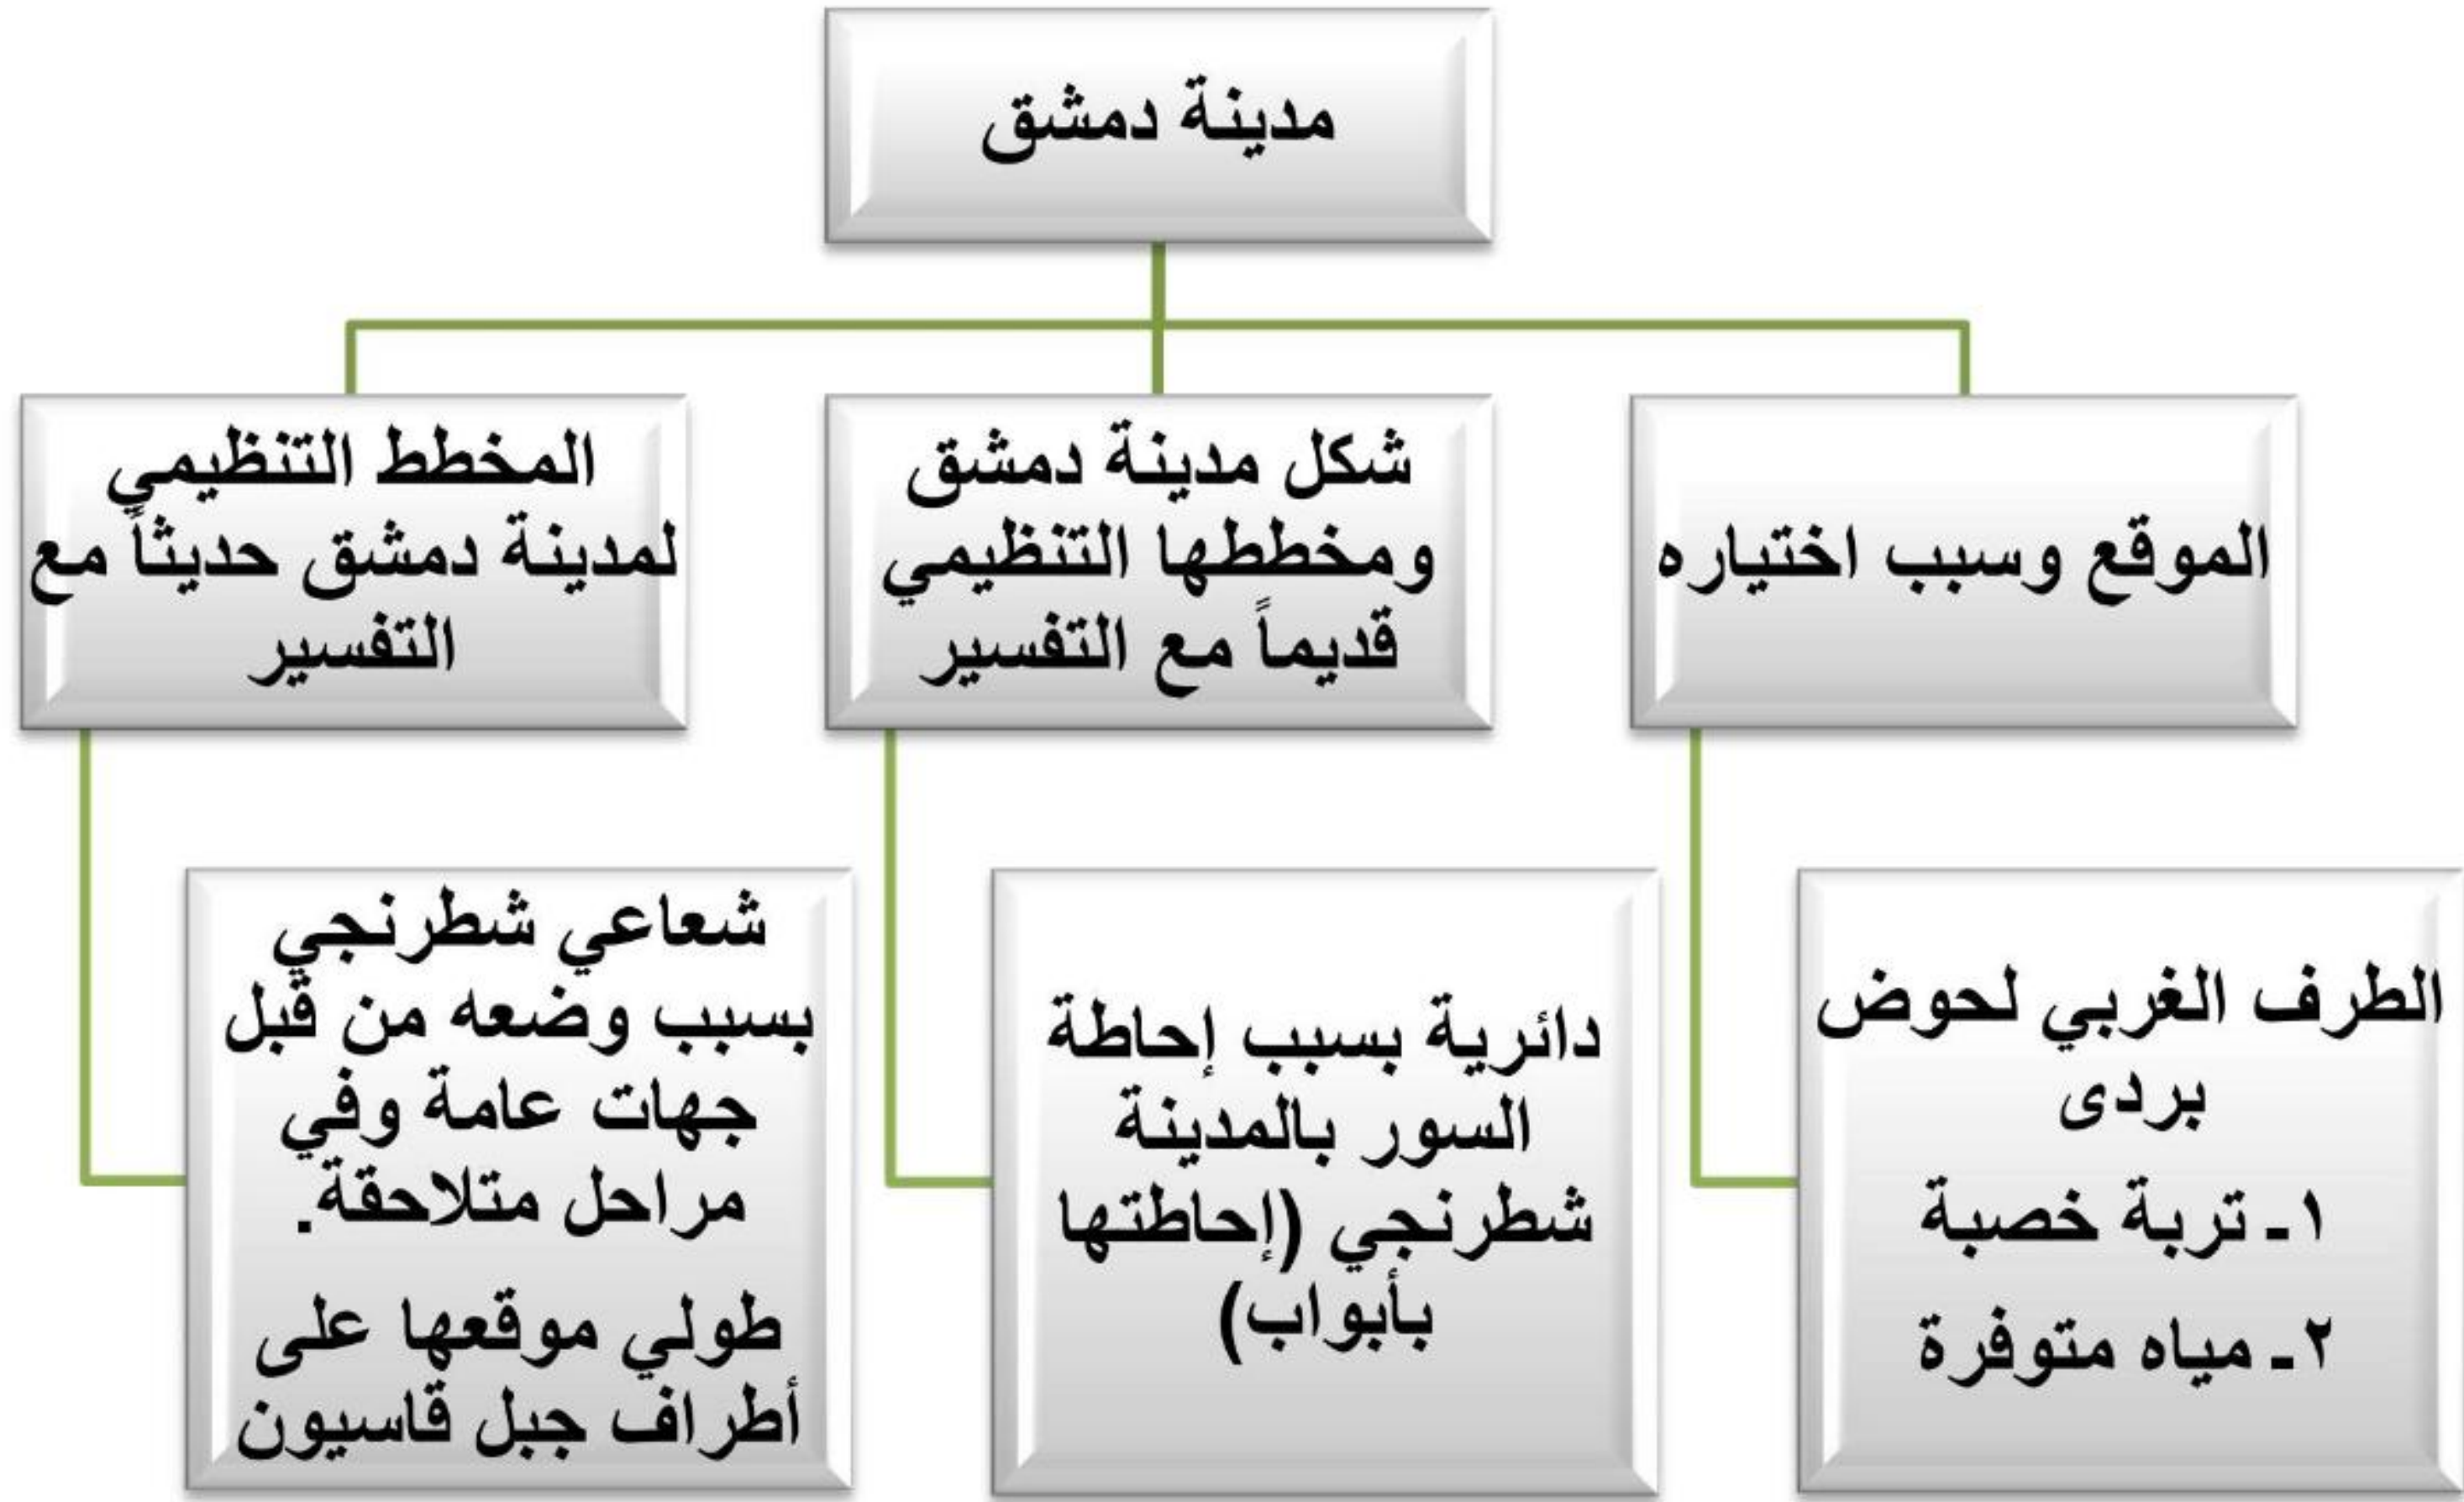 مدينة دمشق
الموقع وسبب اختياره
الطرف الغربي لحوض
بردى
١- تربة خصبة
٢- مياه متوفرة
شكل مدينة دمشق
ومخططها التنظيمي
قديماً مع التفسير
دائرية بسبب إحاطة
السور بالمدينة
شطرنجي (إحاطتها
بأبواب)
المخطط التنظيمي
لمدينة دمشق حديثاً مع
التفسير
شعاعي شطرنجي
بسبب وضعه من قبل
جهات عامة وفي
مراحل متلاحقة.
طولي موقعها على
أطراف جبل قاسيون